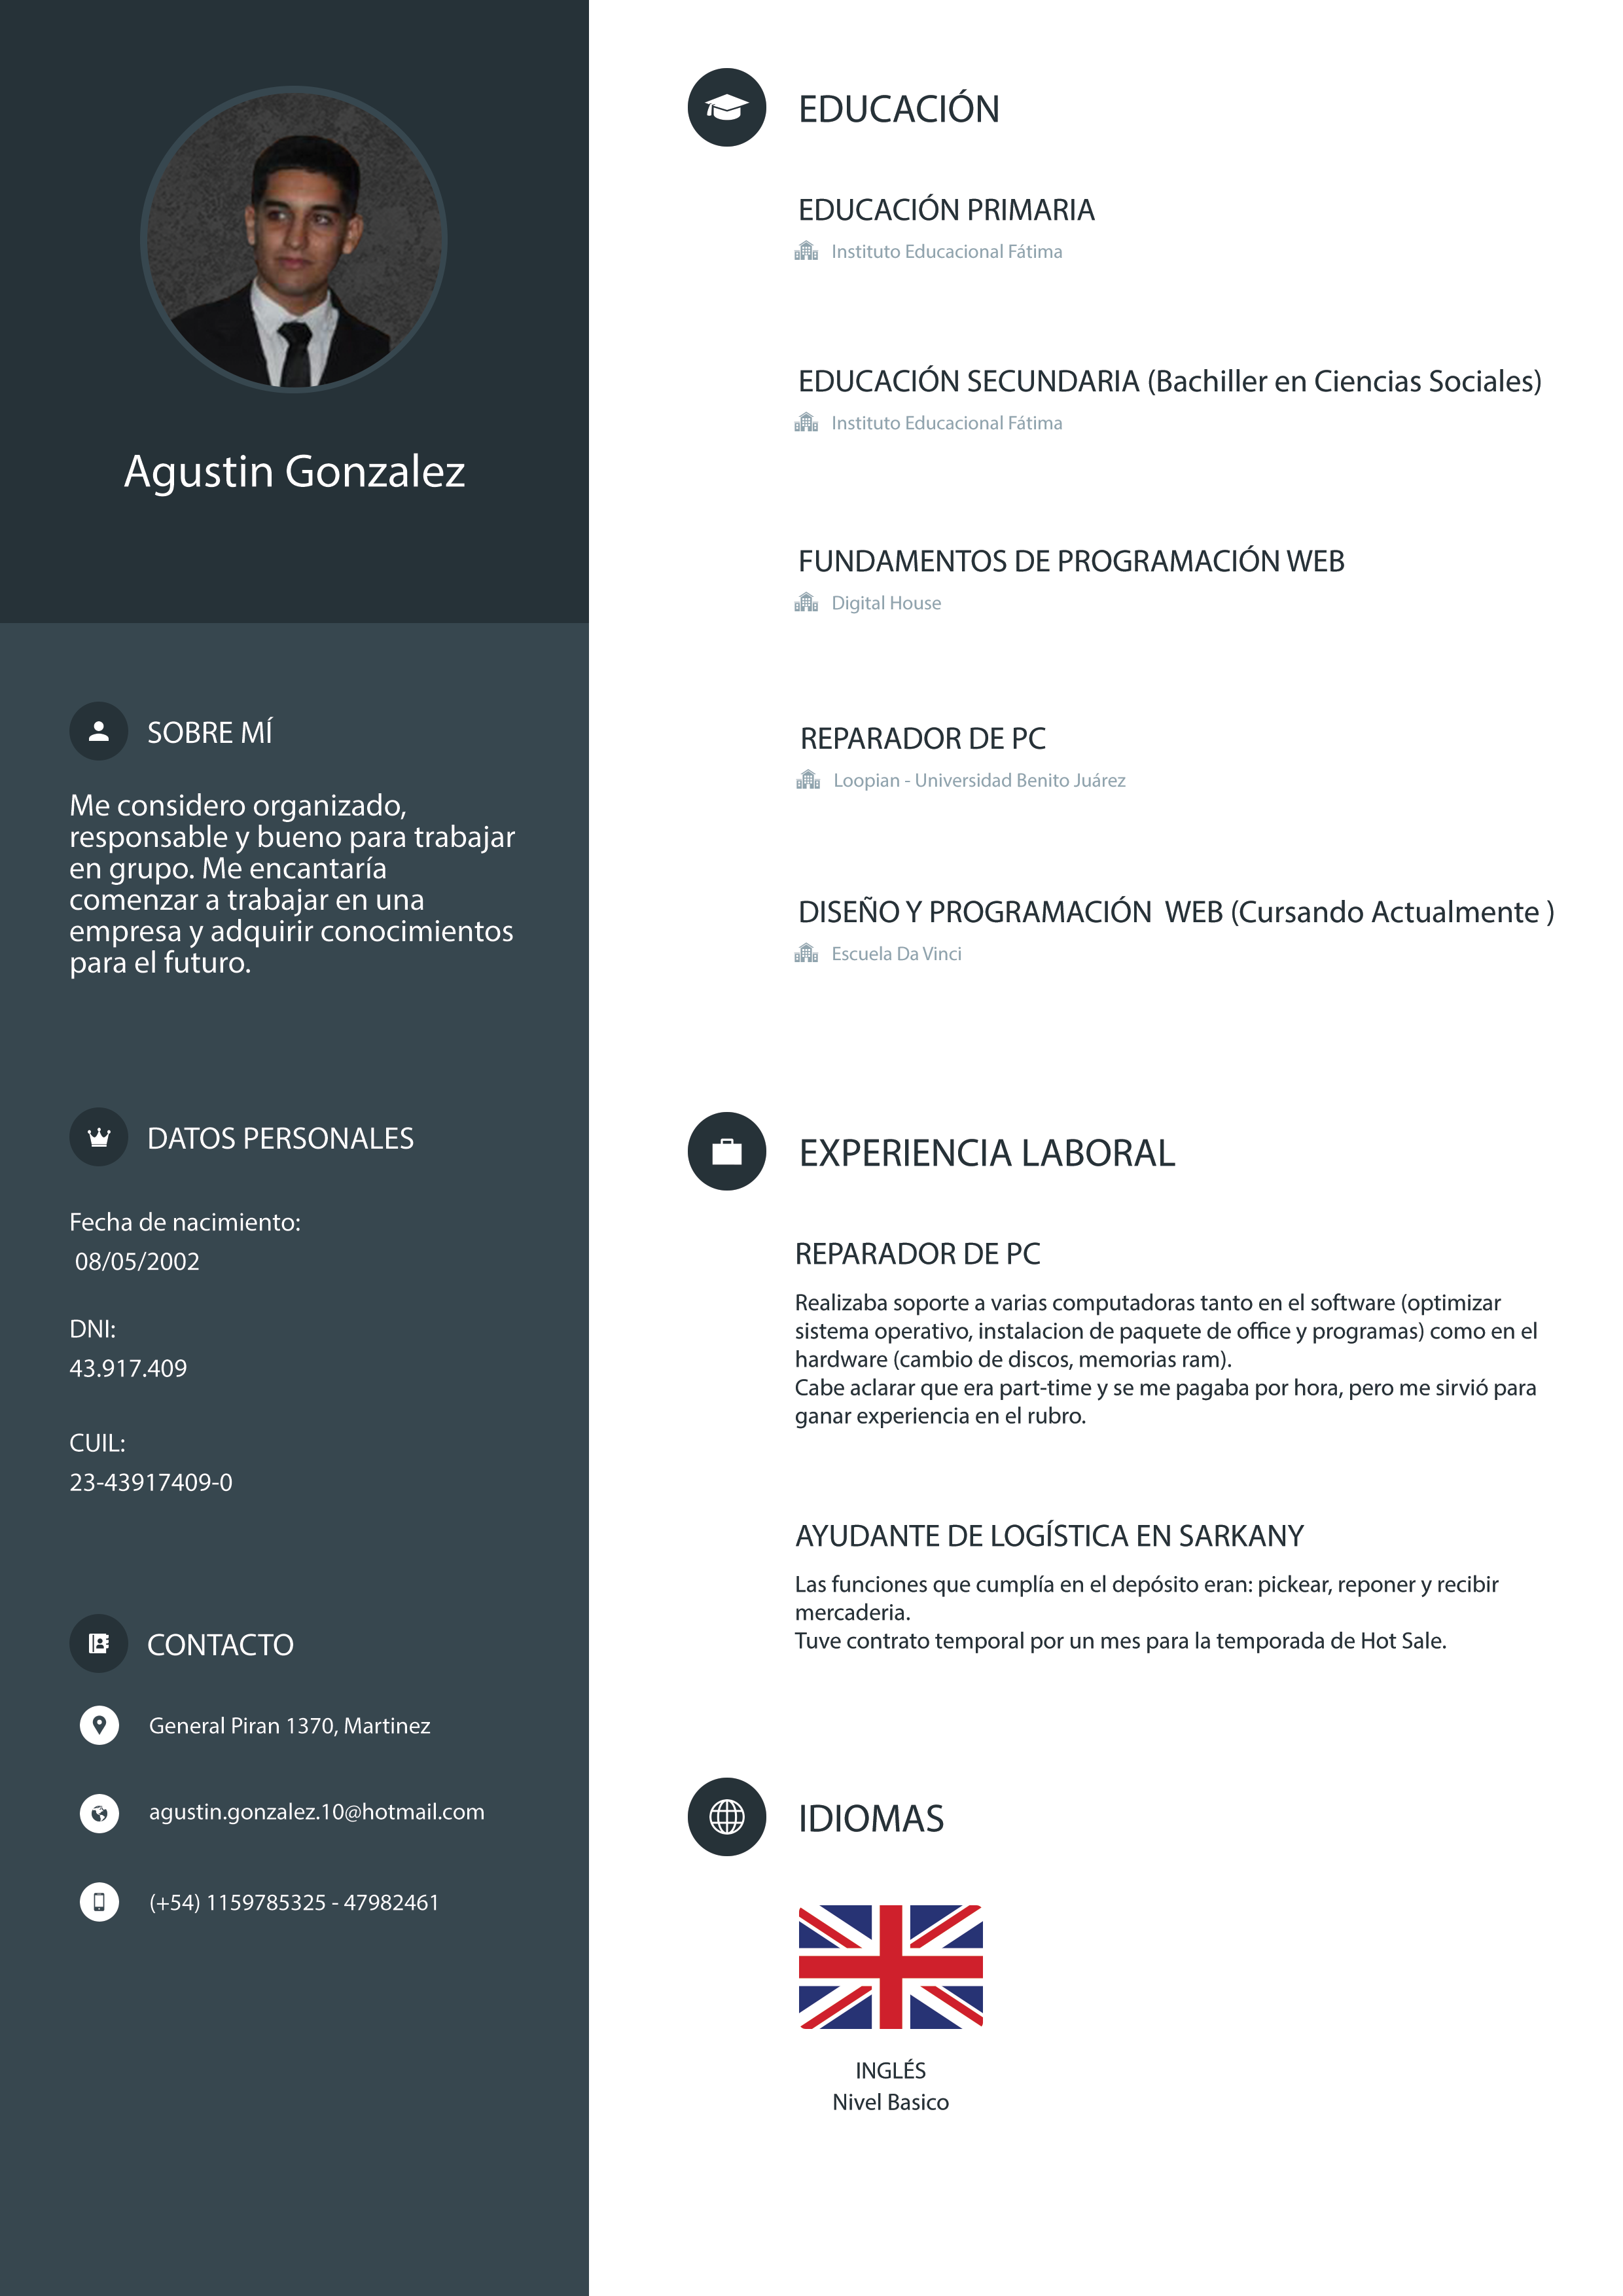 Agustin Gonzalez
SOBRE MÍ
Me considero organizado,
responsable y bueno para trabajar
en grupo. Me encantaría
comenzar a trabajar en una
empresa y adquirir conocimientos
para el futuro.
DATOS PERSONALES
Fecha de nacimiento:
08/05/2002
DNI:
43.917.409
CUIL:
23-43917409-0
CONTACTO
General Piran 1370, Martinez
agustin.gonzalez.10@hotmail.com
(+54) 1159785325 - 47982461
EDUCACIÓN
EDUCACIÓN PRIMARIA
Instituto Educacional Fátima
EDUCACIÓN SECUNDARIA (Bachiller en Ciencias Sociales)
Instituto Educacional Fátima
FUNDAMENTOS DE PROGRAMACIÓN WEB
Digital House
REPARADOR DE PC
Loopian - Universidad Benito Juárez
DISEÑO Y PROGRAMACIÓN  WEB (Cursando Actualmente )
Escuela Da Vinci
EXPERIENCIA LABORAL
REPARADOR DE PC
Realizaba soporte a varias computadoras tanto en el software (optimizar
sistema operativo, instalacion de paquete de office y programas) como en el
hardware (cambio de discos, memorias ram).
Cabe aclarar que era part-time y se me pagaba por hora, pero me sirvió para
ganar experiencia en el rubro.
AYUDANTE DE LOGÍSTICA EN SARKANY
Las funciones que cumplía en el depósito eran: pickear, reponer y recibir
mercaderia.
Tuve contrato temporal por un mes para la temporada de Hot Sale.
IDIOMAS
INGLÉS
Nivel Basico